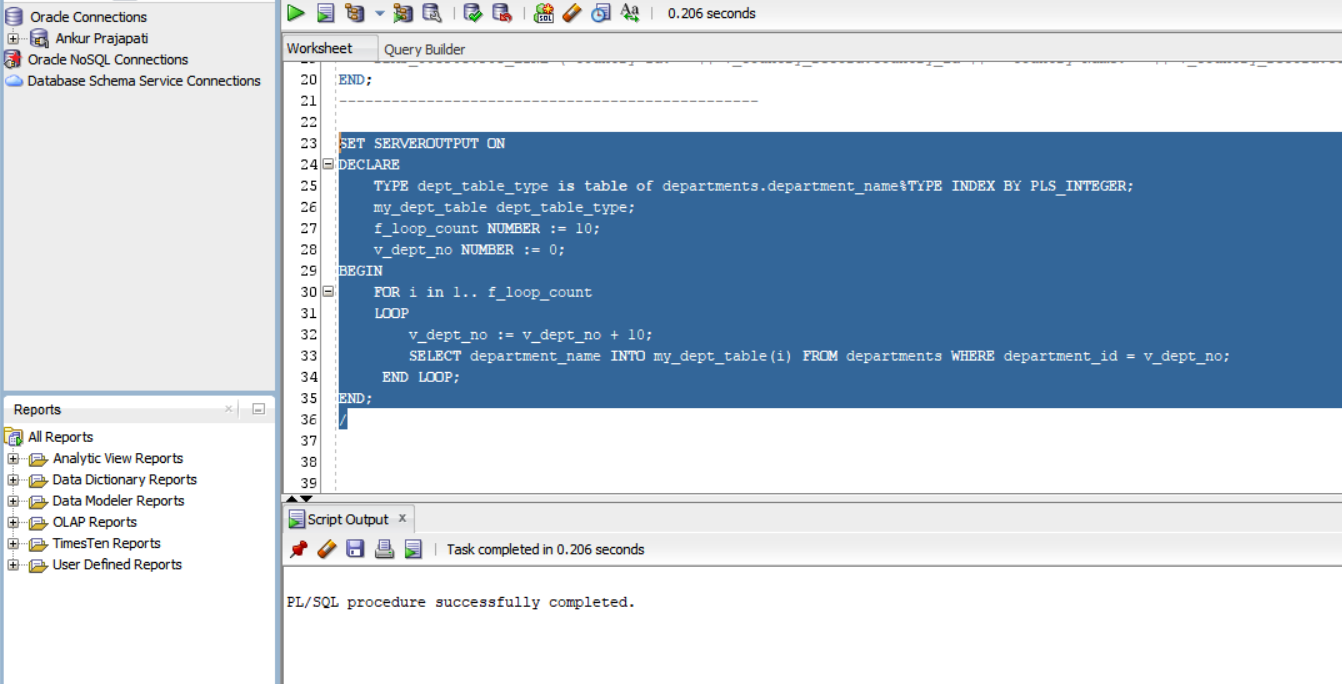 Oracle Connections
Ankur Prajapati
Oracle NoSQL Connections
Database Schema Service Connections
Reports
All Reports
Analytic View Reports
Data Dictionary Reports
Data Modeler Reports
OLAP Reports
TimesTen Reports
User Defined Reports
0.206 seconds
Worksheet Query Builder
20 END;
21 ------------------------------------------------
22
23 SET SERVEROUTPUT ON
24 DECLARE
25 TYPE dept_table_type is table of departments.department_name%TYPE INDEX BY PLS_INTEGER;
26 my_dept_table dept_table_type;
27 f_loop_count NUMBER := 10;
28 v_dept_no NUMBER := 0;
29 BEGIN
30 FOR i in 1.. f_loop_count
31 LOOP
32 v_dept_no := v_dept_no + 10;
33 SELECT department_name INTO my_dept_table(i) FROM departments WHERE department_id = v_dept_no;
34 END LOOP;
35 END;
36 /
37
38
39
Script Output x
Task completed in 0.206 seconds
PL/SQL procedure successfully completed.